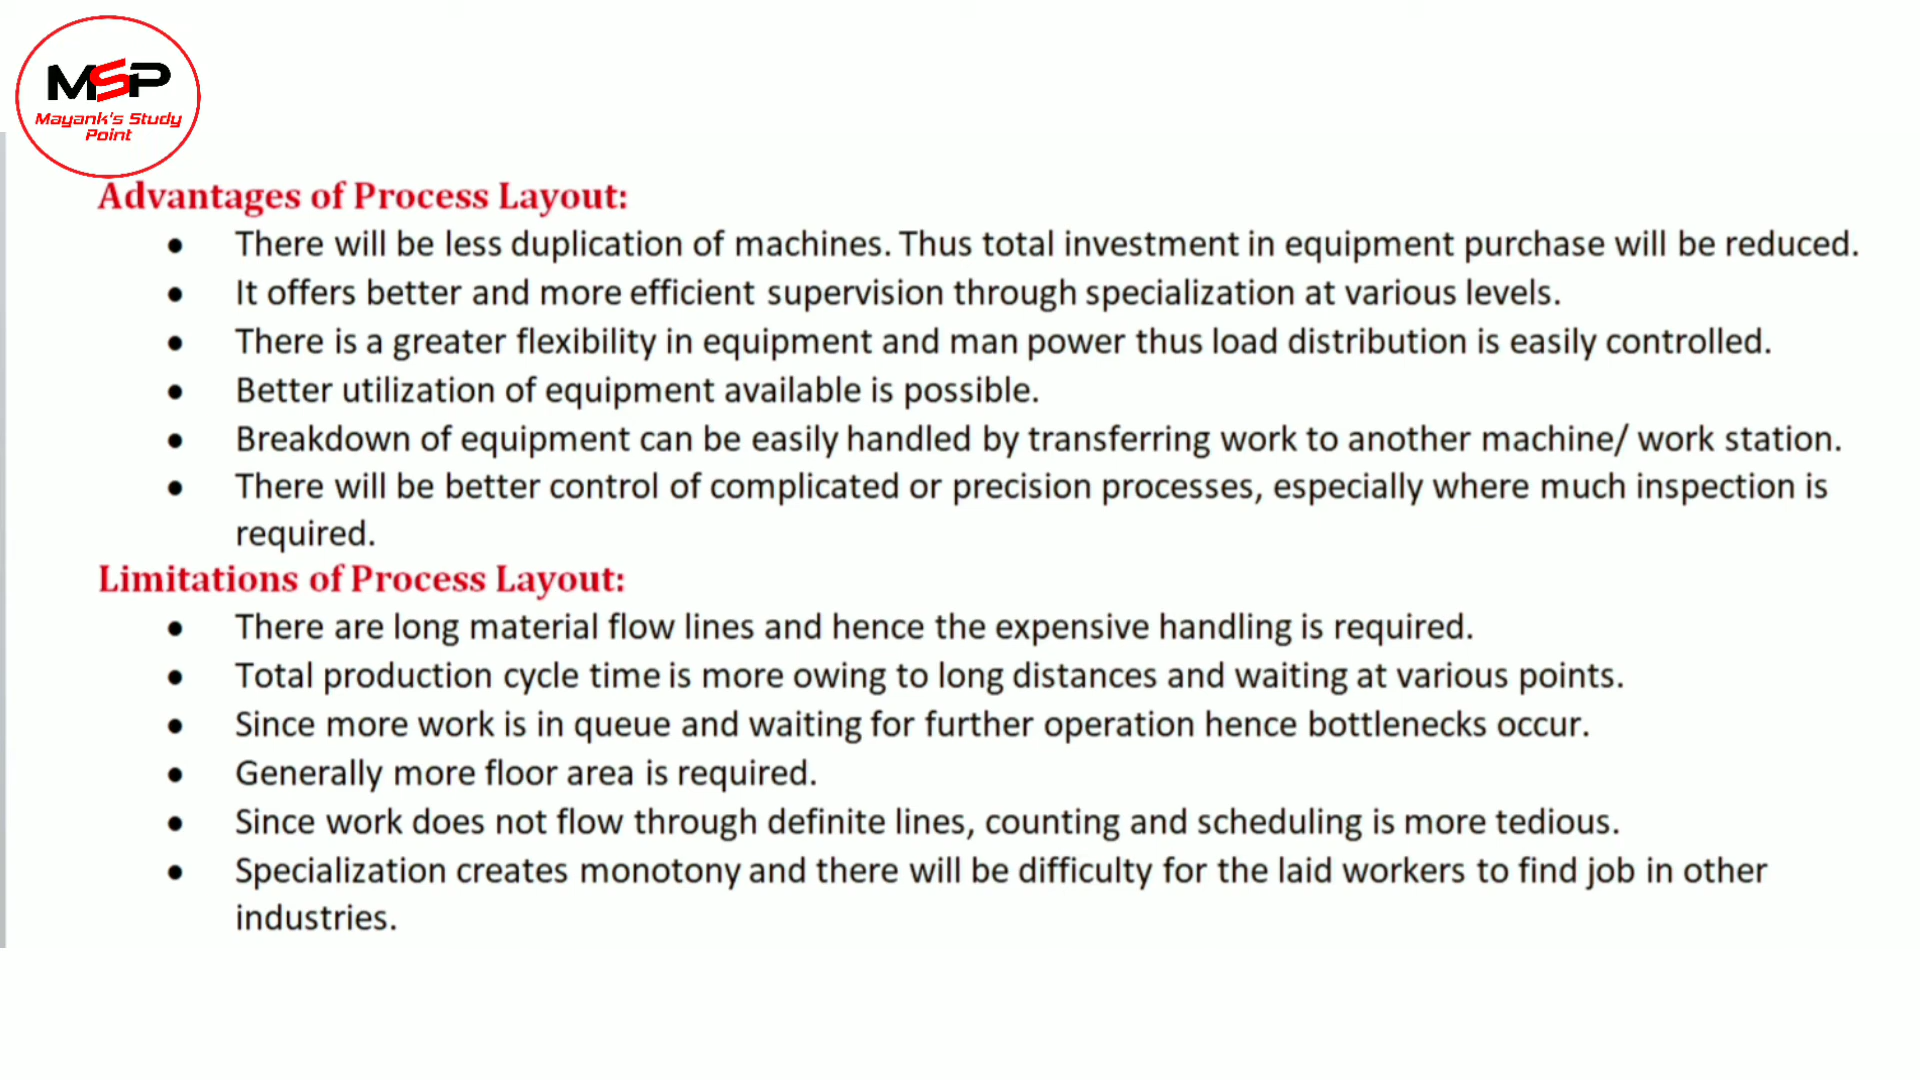 MSP
Mayank's Study
Point
Advantages of Process Layout:
● There will be less duplication of machines. Thus total investment in equipment purchase will be reduced.
● It offers better and more efficient supervision through specialization at various levels.
● There is a greater flexibility in equipment and man power thus load distribution is easily controlled.
● Better utilization of equipment available is possible.
● Breakdown of equipment can be easily handled by transferring work to another machine/ work station.
● There will be better control of complicated or precision processes, especially where much inspection is
required.
Limitations of Process Layout:
● There are long material flow lines and hence the expensive handling is required.
● Total production cycle time is more owing to long distances and waiting at various points.
● Since more work is in queue and waiting for further operation hence bottlenecks occur.
● Generally more floor area is required.
● Since work does not flow through definite lines, counting and scheduling is more tedious.
● Specialization creates monotony and there will be difficulty for the laid workers to find job in other
industries.